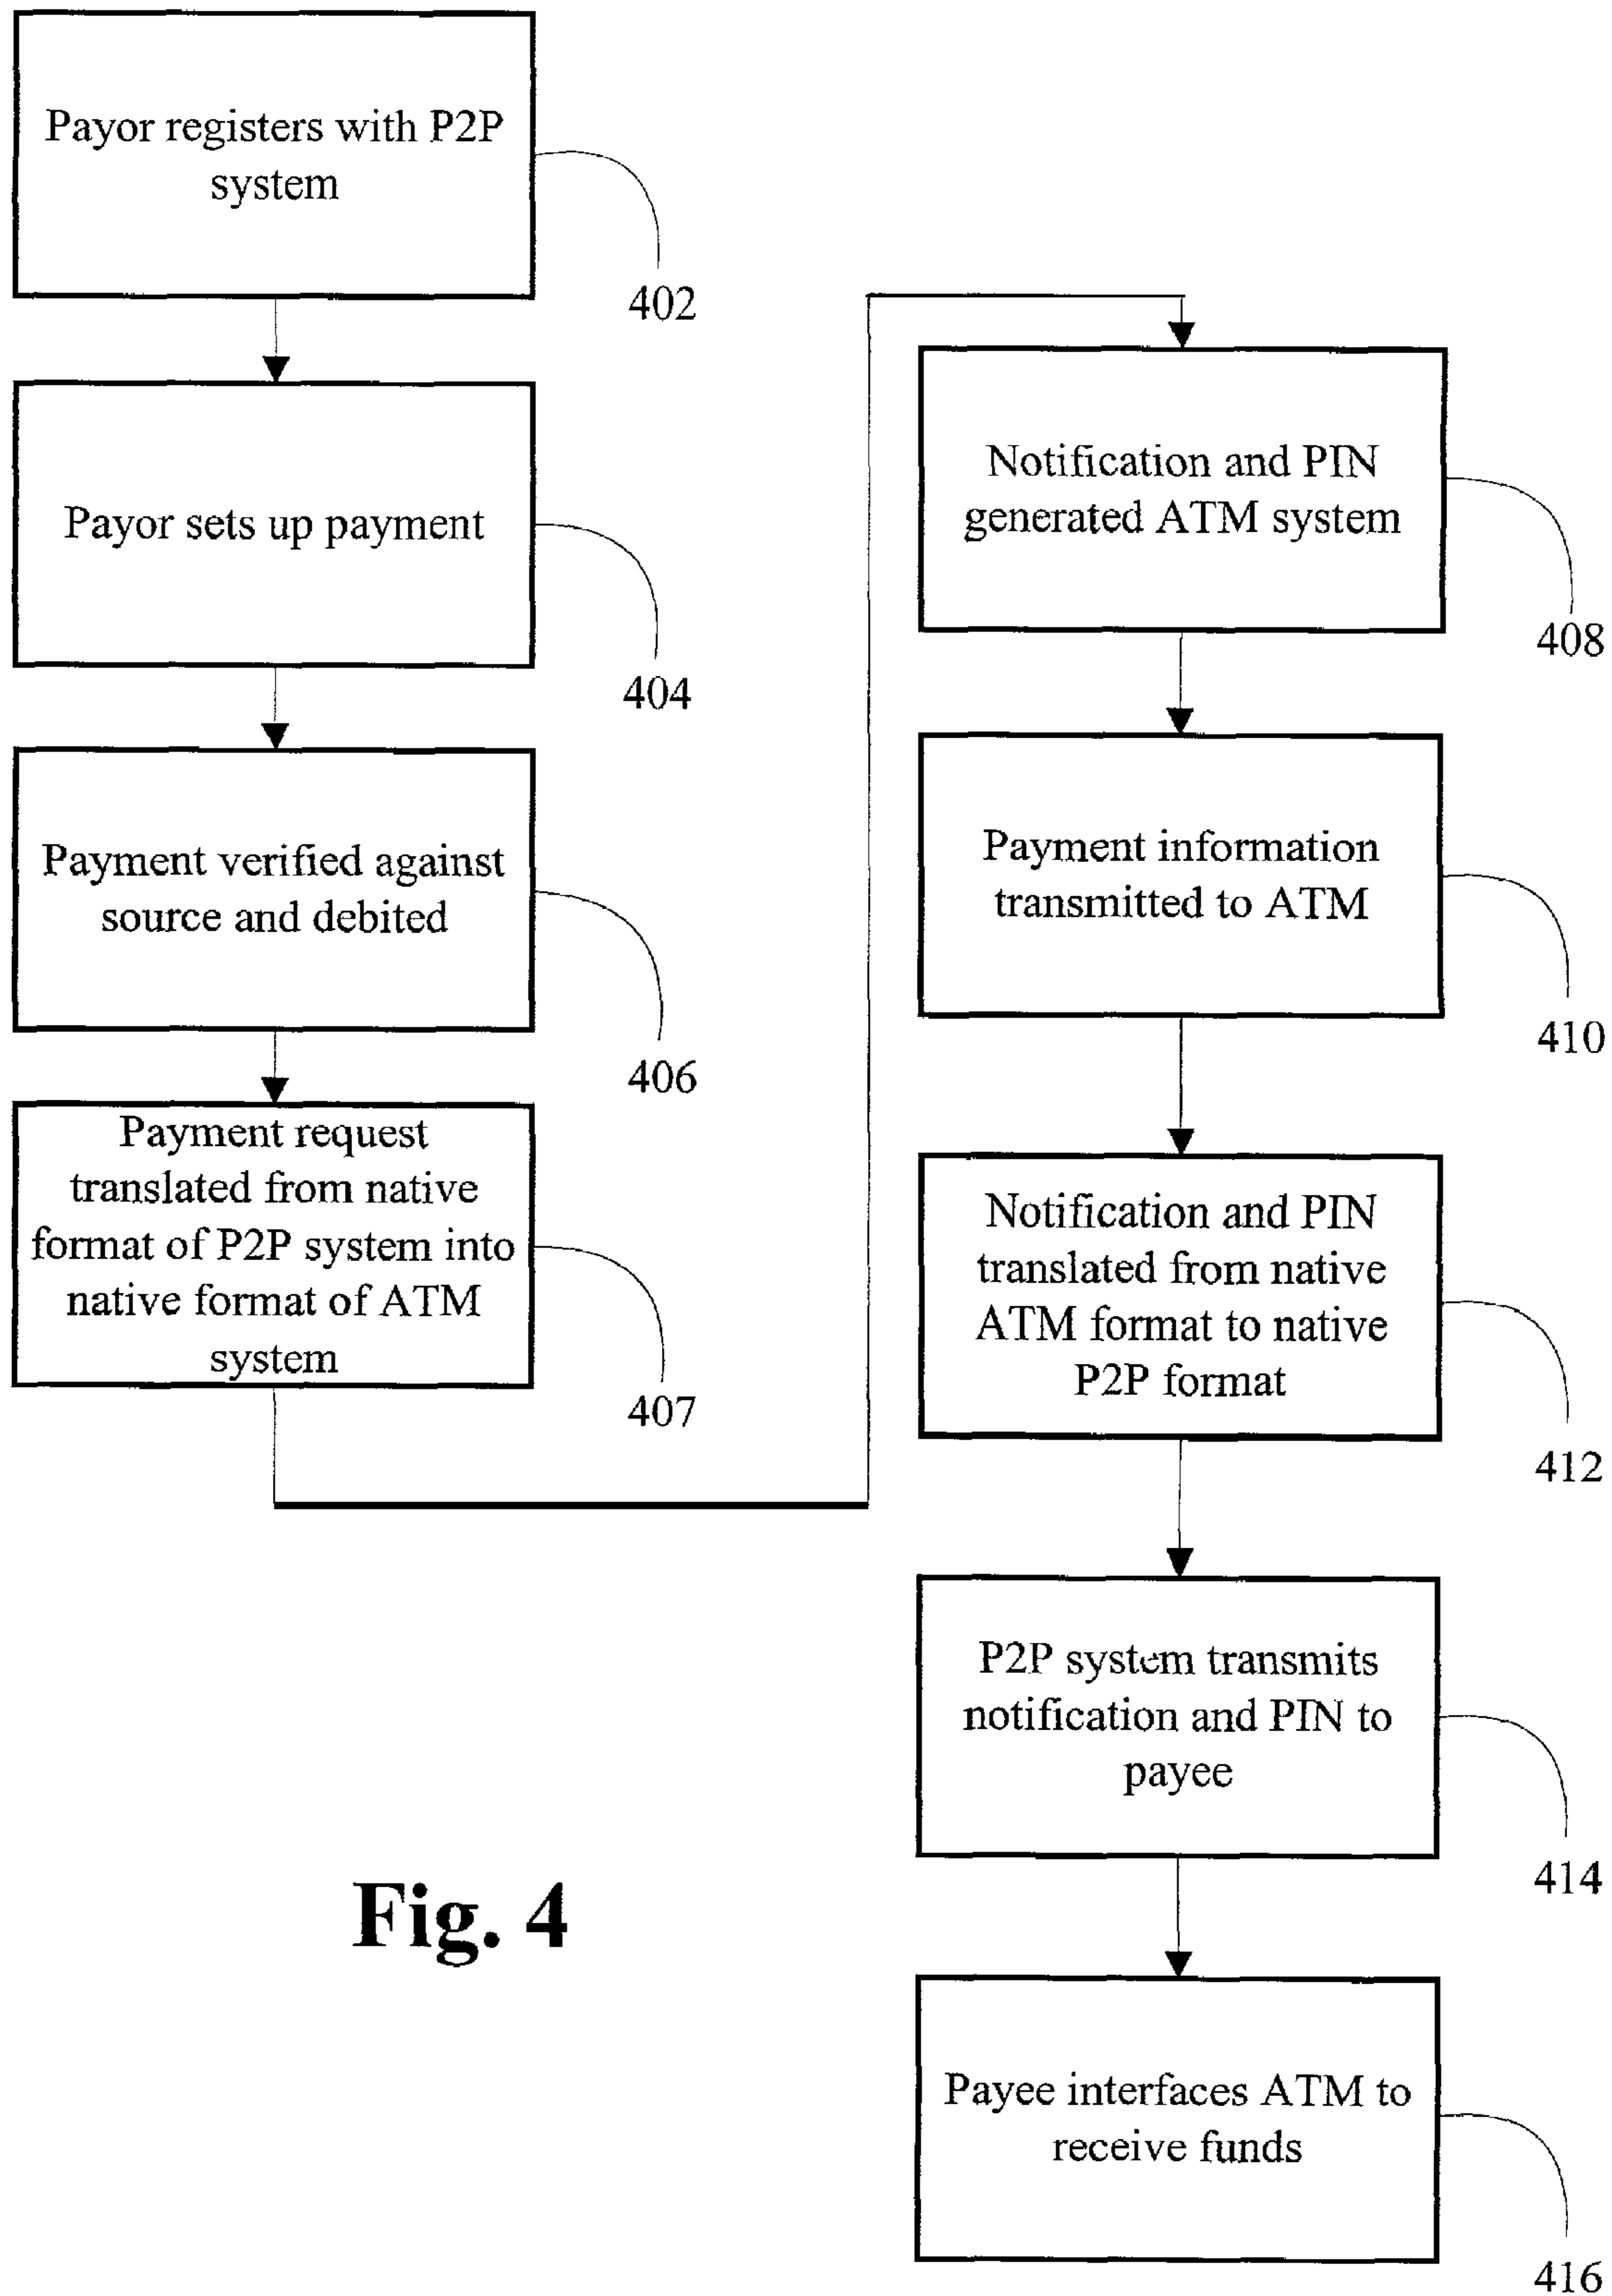 Payor registers with P2P
system
402
Payor sets up payment
404
Payment verified against
source and debited
406
Payment request
translated from native
format of P2P system into
native format of ATM
system
407
Notification and PIN
generated ATM system
408
Payment information
transmitted to ATM
410
Notification and PIN
translated from native
ATM format to native
P2P format
412
P2P system transmits
notification and PIN to
payee
414
Payee interfaces ATM to
receive funds
416
Fig. 4